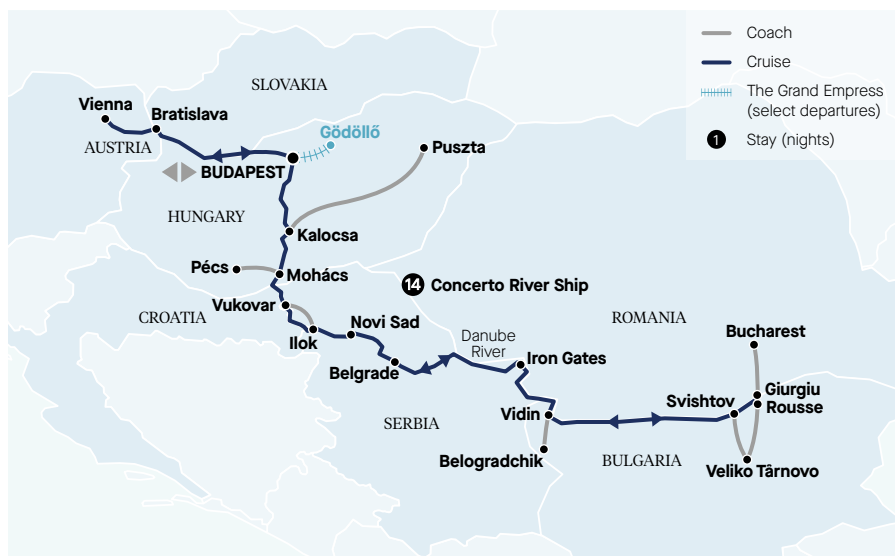 Coach
Cruise
The Grand Empress
(select departures)
1 Stay (nights)
SLOVAKIA
Vienna
Bratislava
AUSTRIA
Gödöllő
Puszta
BUDAPEST
HUNGARY
Kalocsa
Pécs
Mohács
14 Concerto River Ship
CROATIA
Vukovar
Ilok
Novi Sad
Belgrade
Danube
River
ROMANIA
Iron Gates
Bucharest
Giurgiu
Rousse
Svishtov
Vidin
SERBIA
Belogradchik
BULGARIA
Veliko Târnovo